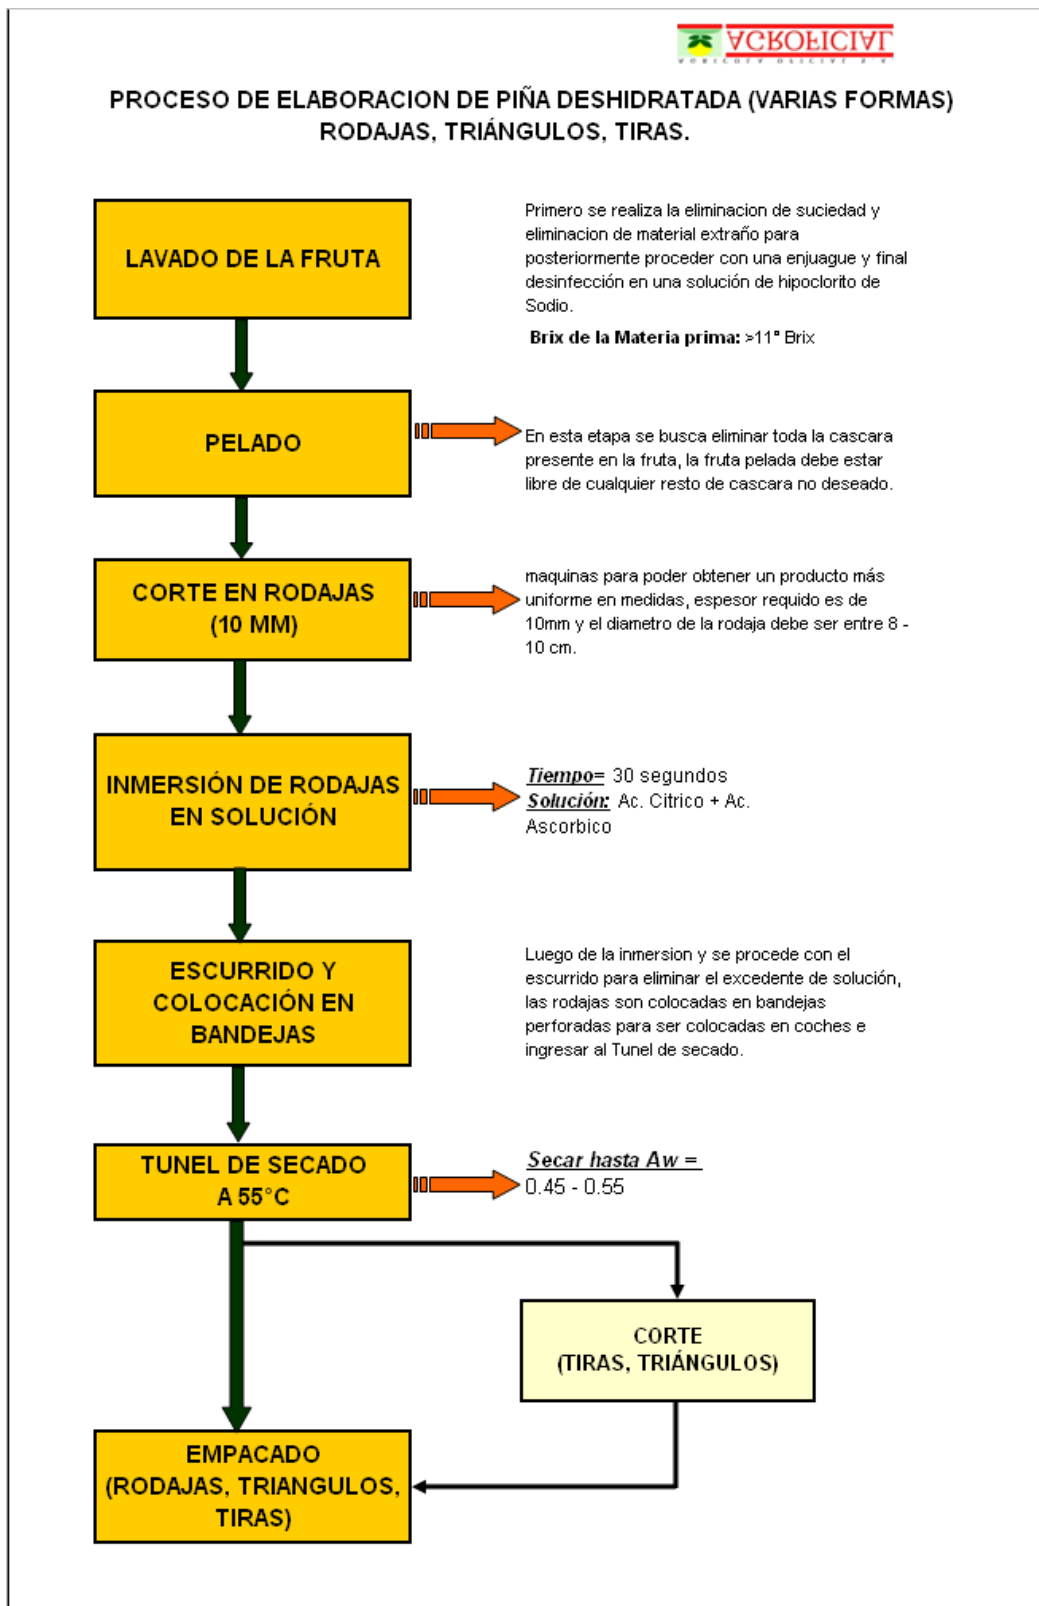 AGROFICIAL
PROCESO DE ELABORACION DE PIÑA DESHIDRATADA (VARIAS FORMAS)
RODAJAS, TRIÁNGULOS, TIRAS.
LAVADO DE LA FRUTA
Primero se realiza la eliminacion de suciedad y
eliminacion de material extraño para
posteriormente proceder con una enjuague y final
desinfección en una solución de hipoclorito de
Sodio.
Brix de la Materia prima: >11° Brix
PELADO
En esta etapa se busca eliminar toda la cascara
presente en la fruta, la fruta pelada debe estar
libre de cualquier resto de cascara no deseado.
CORTE EN RODAJAS
(10 MM)
maquinas para poder obtener un producto más
uniforme en medidas, espesor requido es de
10mm y el diametro de la rodaja debe ser entre 8 -
10 cm.
INMERSIÓN DE RODAJAS
EN SOLUCIÓN
Tiempo= 30 segundos
Solución: Ac. Citrico + Ac.
Ascorbico
ESCURRIDO Y
COLOCACIÓN EN
BANDEJAS
Luego de la inmersion y se procede con el
escurrido para eliminar el excedente de solución,
las rodajas son colocadas en bandejas
perforadas para ser colocadas en coches e
ingresar al Tunel de secado.
TUNEL DE SECADO
A 55°C
Secar hasta Aw =
0.45 - 0.55
CORTE
(TIRAS, TRIÁNGULOS)
EMPACADO
(RODAJAS, TRIANGULOS,
TIRAS)